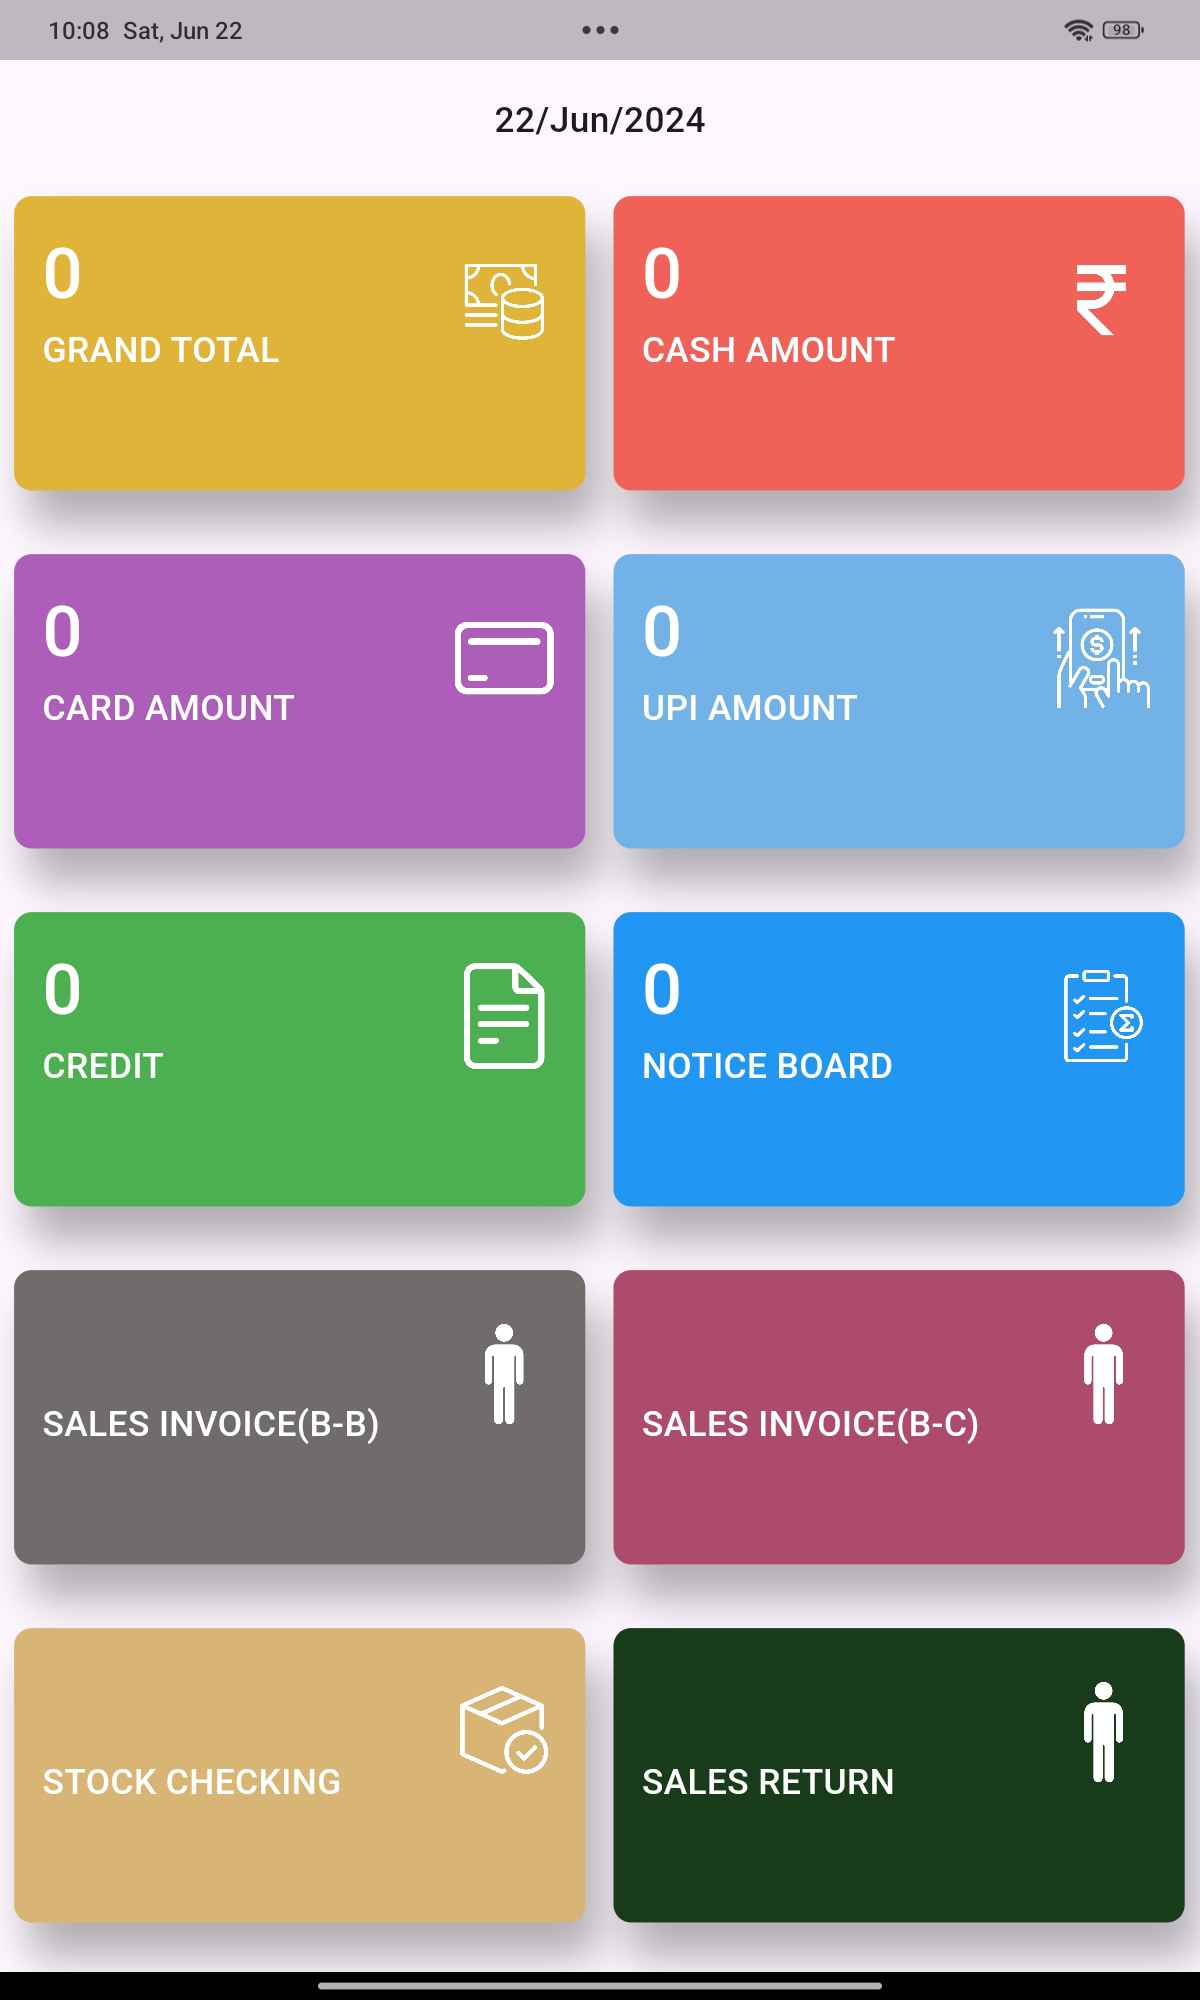 10:08 Sat, Jun 22
98
22/Jun/2024
0
GRAND TOTAL
0
₹
CASH AMOUNT
0
CARD AMOUNT
0
$
UPI AMOUNT
0
CREDIT
0
Σ
NOTICE BOARD
SALES INVOICE(B-B)
SALES INVOICE(B-C)
STOCK CHECKING
SALES RETURN